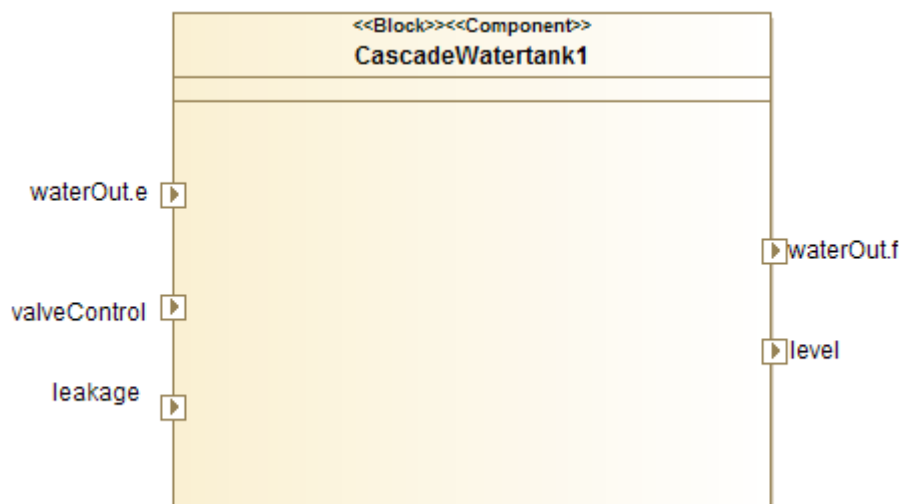 <<Block>><<Component>>
CascadeWatertank1
waterOut.e
waterOut.f
valveControl
level
leakage